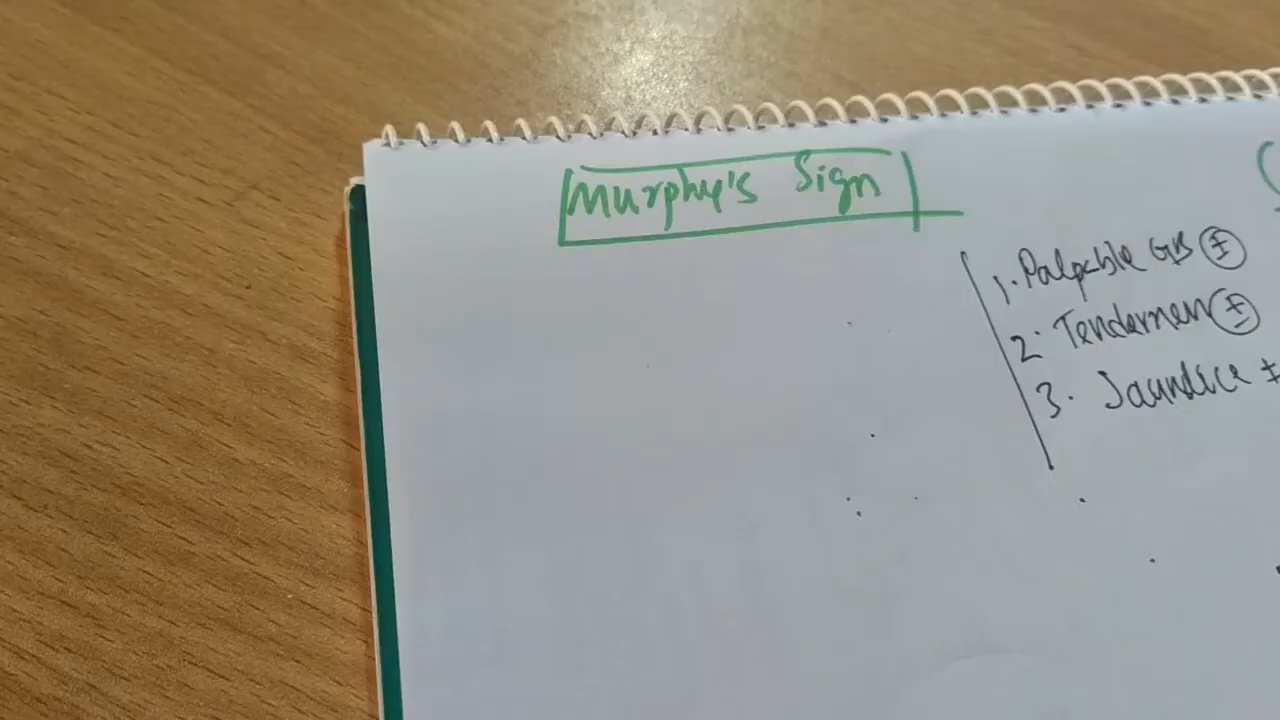 Murphy's Sign
1. Palpable GB ±
2. Tenderness ±
3. Jaundice ±